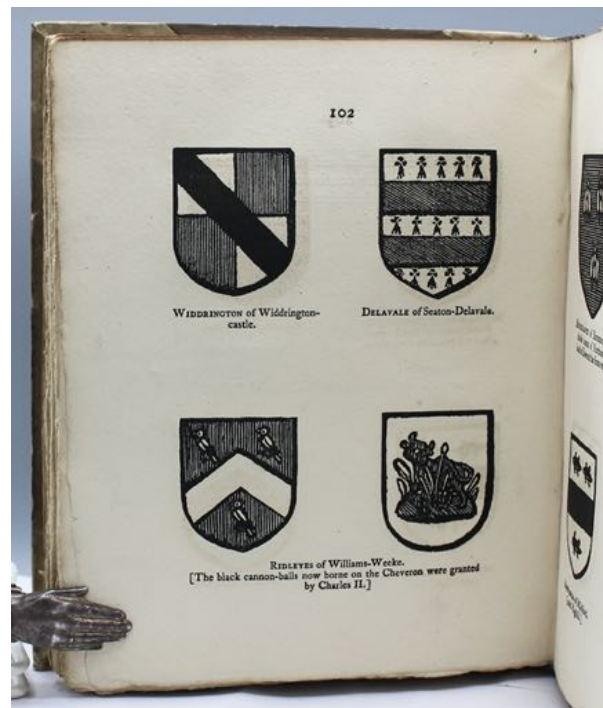 102
WIDDRINGTON of Widdrington-
castle.
DELAVALE of Seaton-Delavale.
RIDLEYES of Williams-Weeke.
[The black cannon-balls now borne on the Cheveron were granted
by Charles II.]